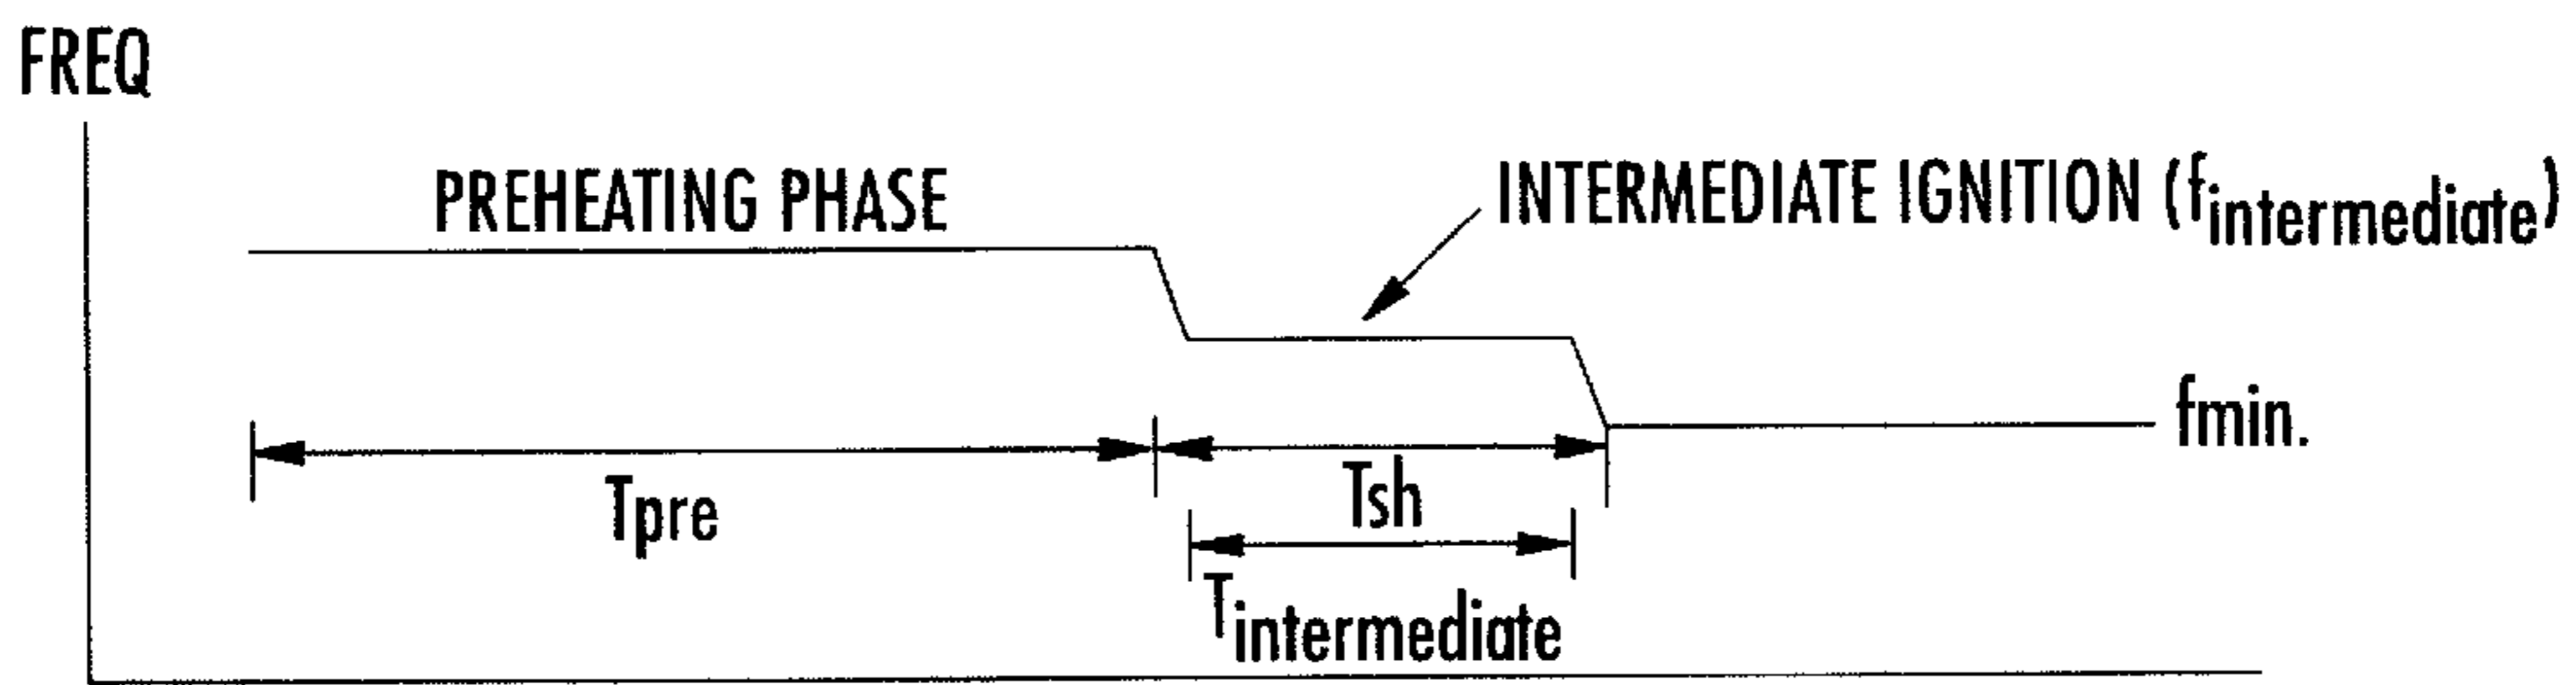 FREQ
PREHEATING PHASE
INTERMEDIATE IGNITION (fintermediate)
fmin.
Tpre
Tsh
Tintermediate